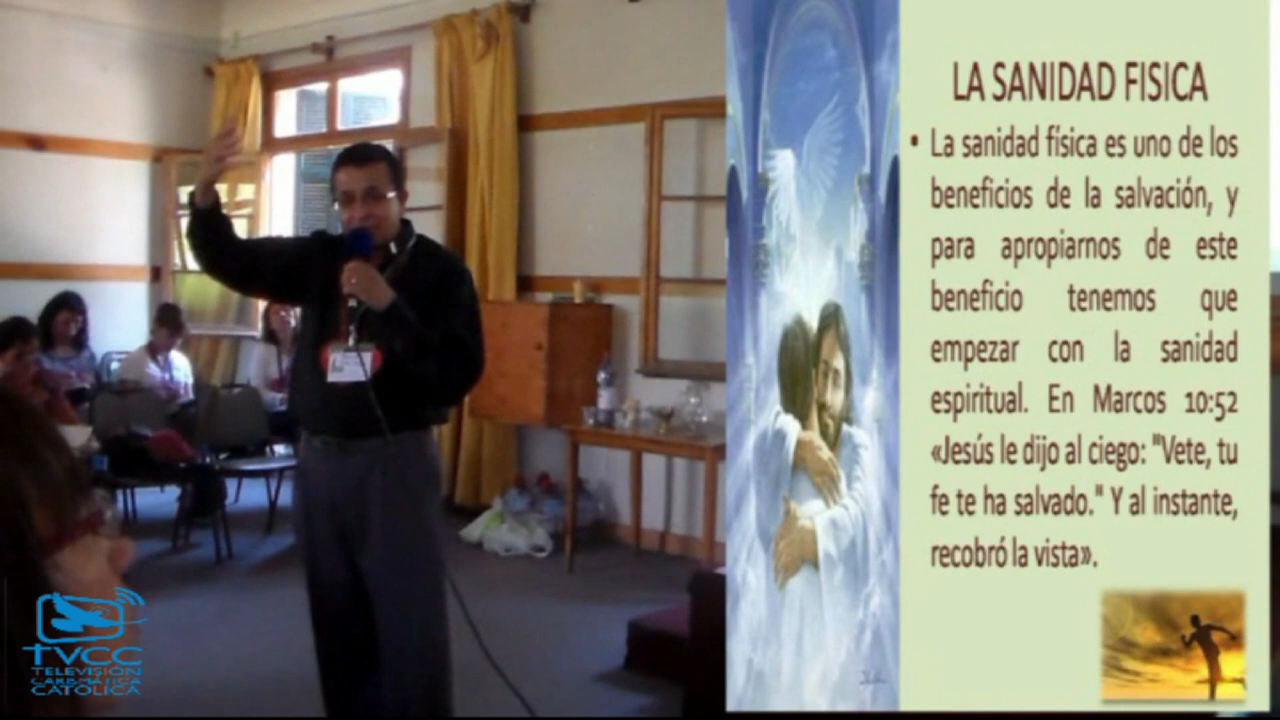 LA SANIDAD FISICA
• La sanidad física es uno de los
beneficios de la salvación, y
para apropiarnos de este
beneficio tenemos que
empezar con la sanidad
espiritual. En Marcos 10:52
«Jesús le dijo al ciego: "Vete, tu
fe te ha salvado." Y al instante,
recobró la vista».
TVCC
TELEVISIÓN
CARISMÁTICA
CATÓLICA